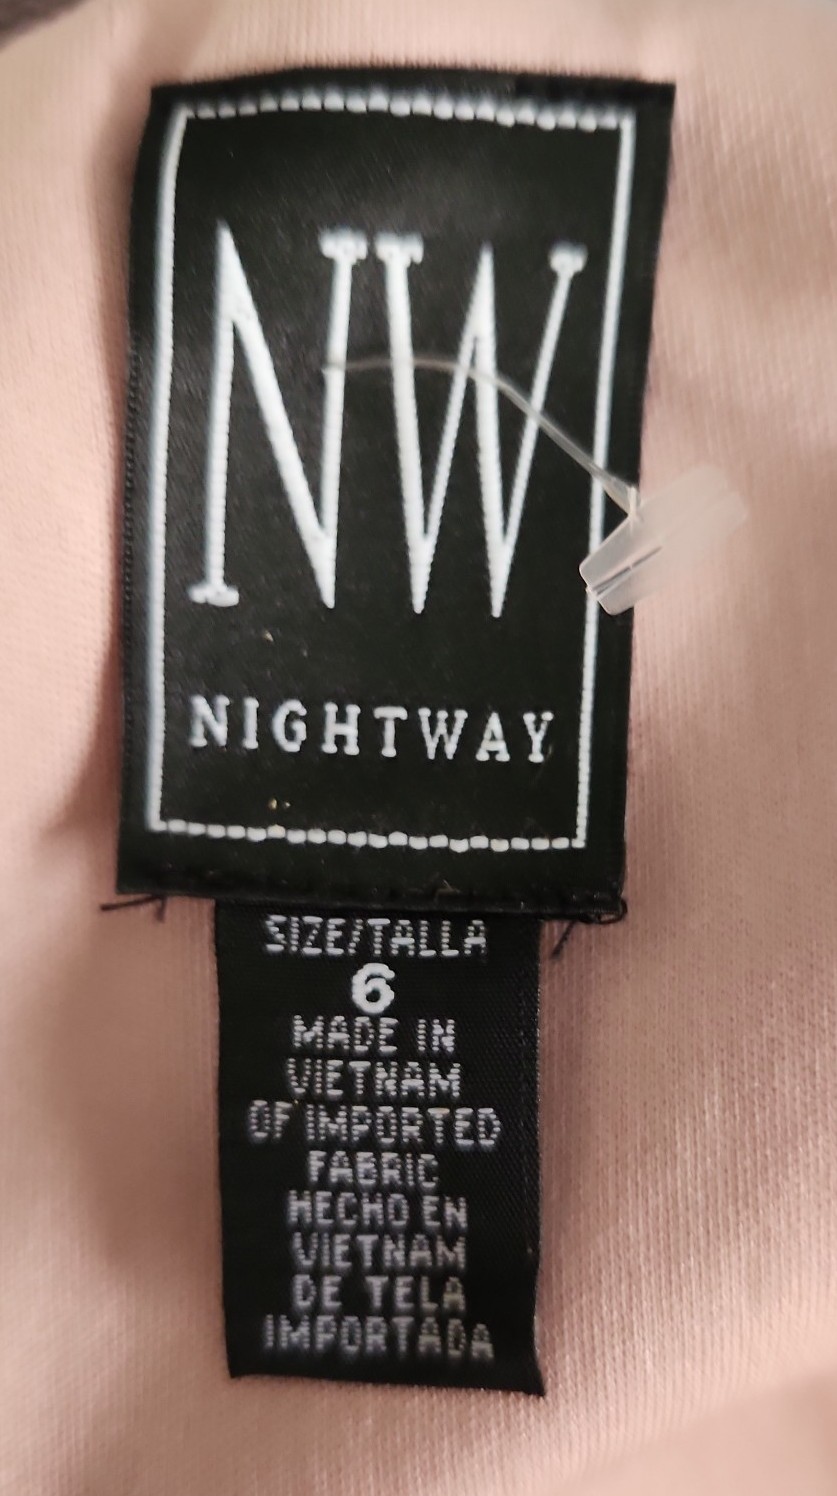 NW
NIGHTWAY
SIZE/TALLA
6
MADE IN
VIETNAM
OF IMPORTED
FABRIC
HECHO EN
VIETNAM
DE TELA
IMPORTADA